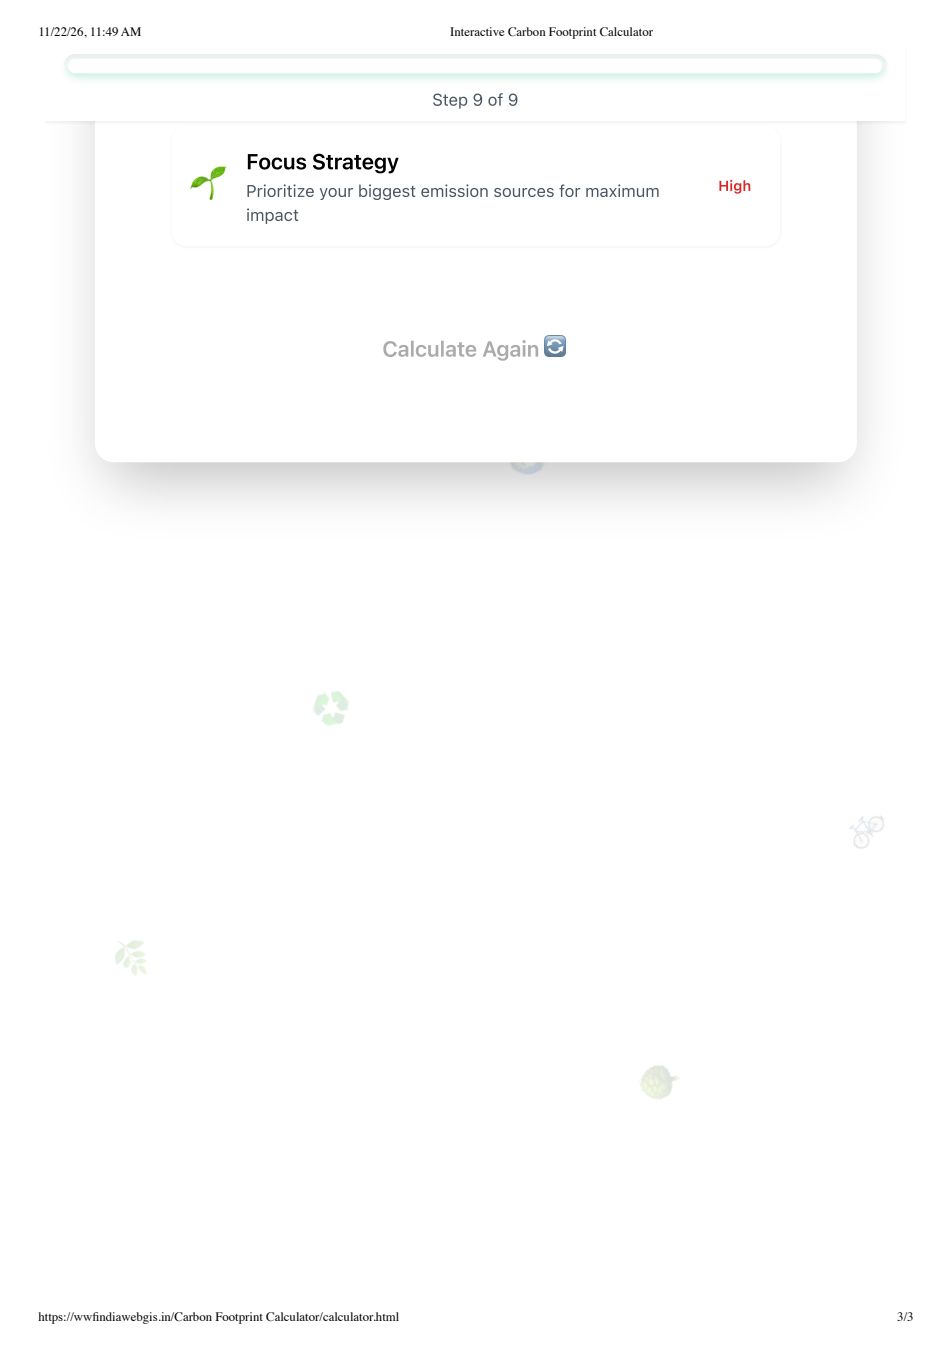 11/22/26, 11:49 AM
Interactive Carbon Footprint Calculator
Step 9 of 9
Focus Strategy
Prioritize your biggest emission sources for maximum
impact
High
Calculate Again
https://wwfindiawebgis.in/Carbon Footprint Calculator/calculator.html
3/3